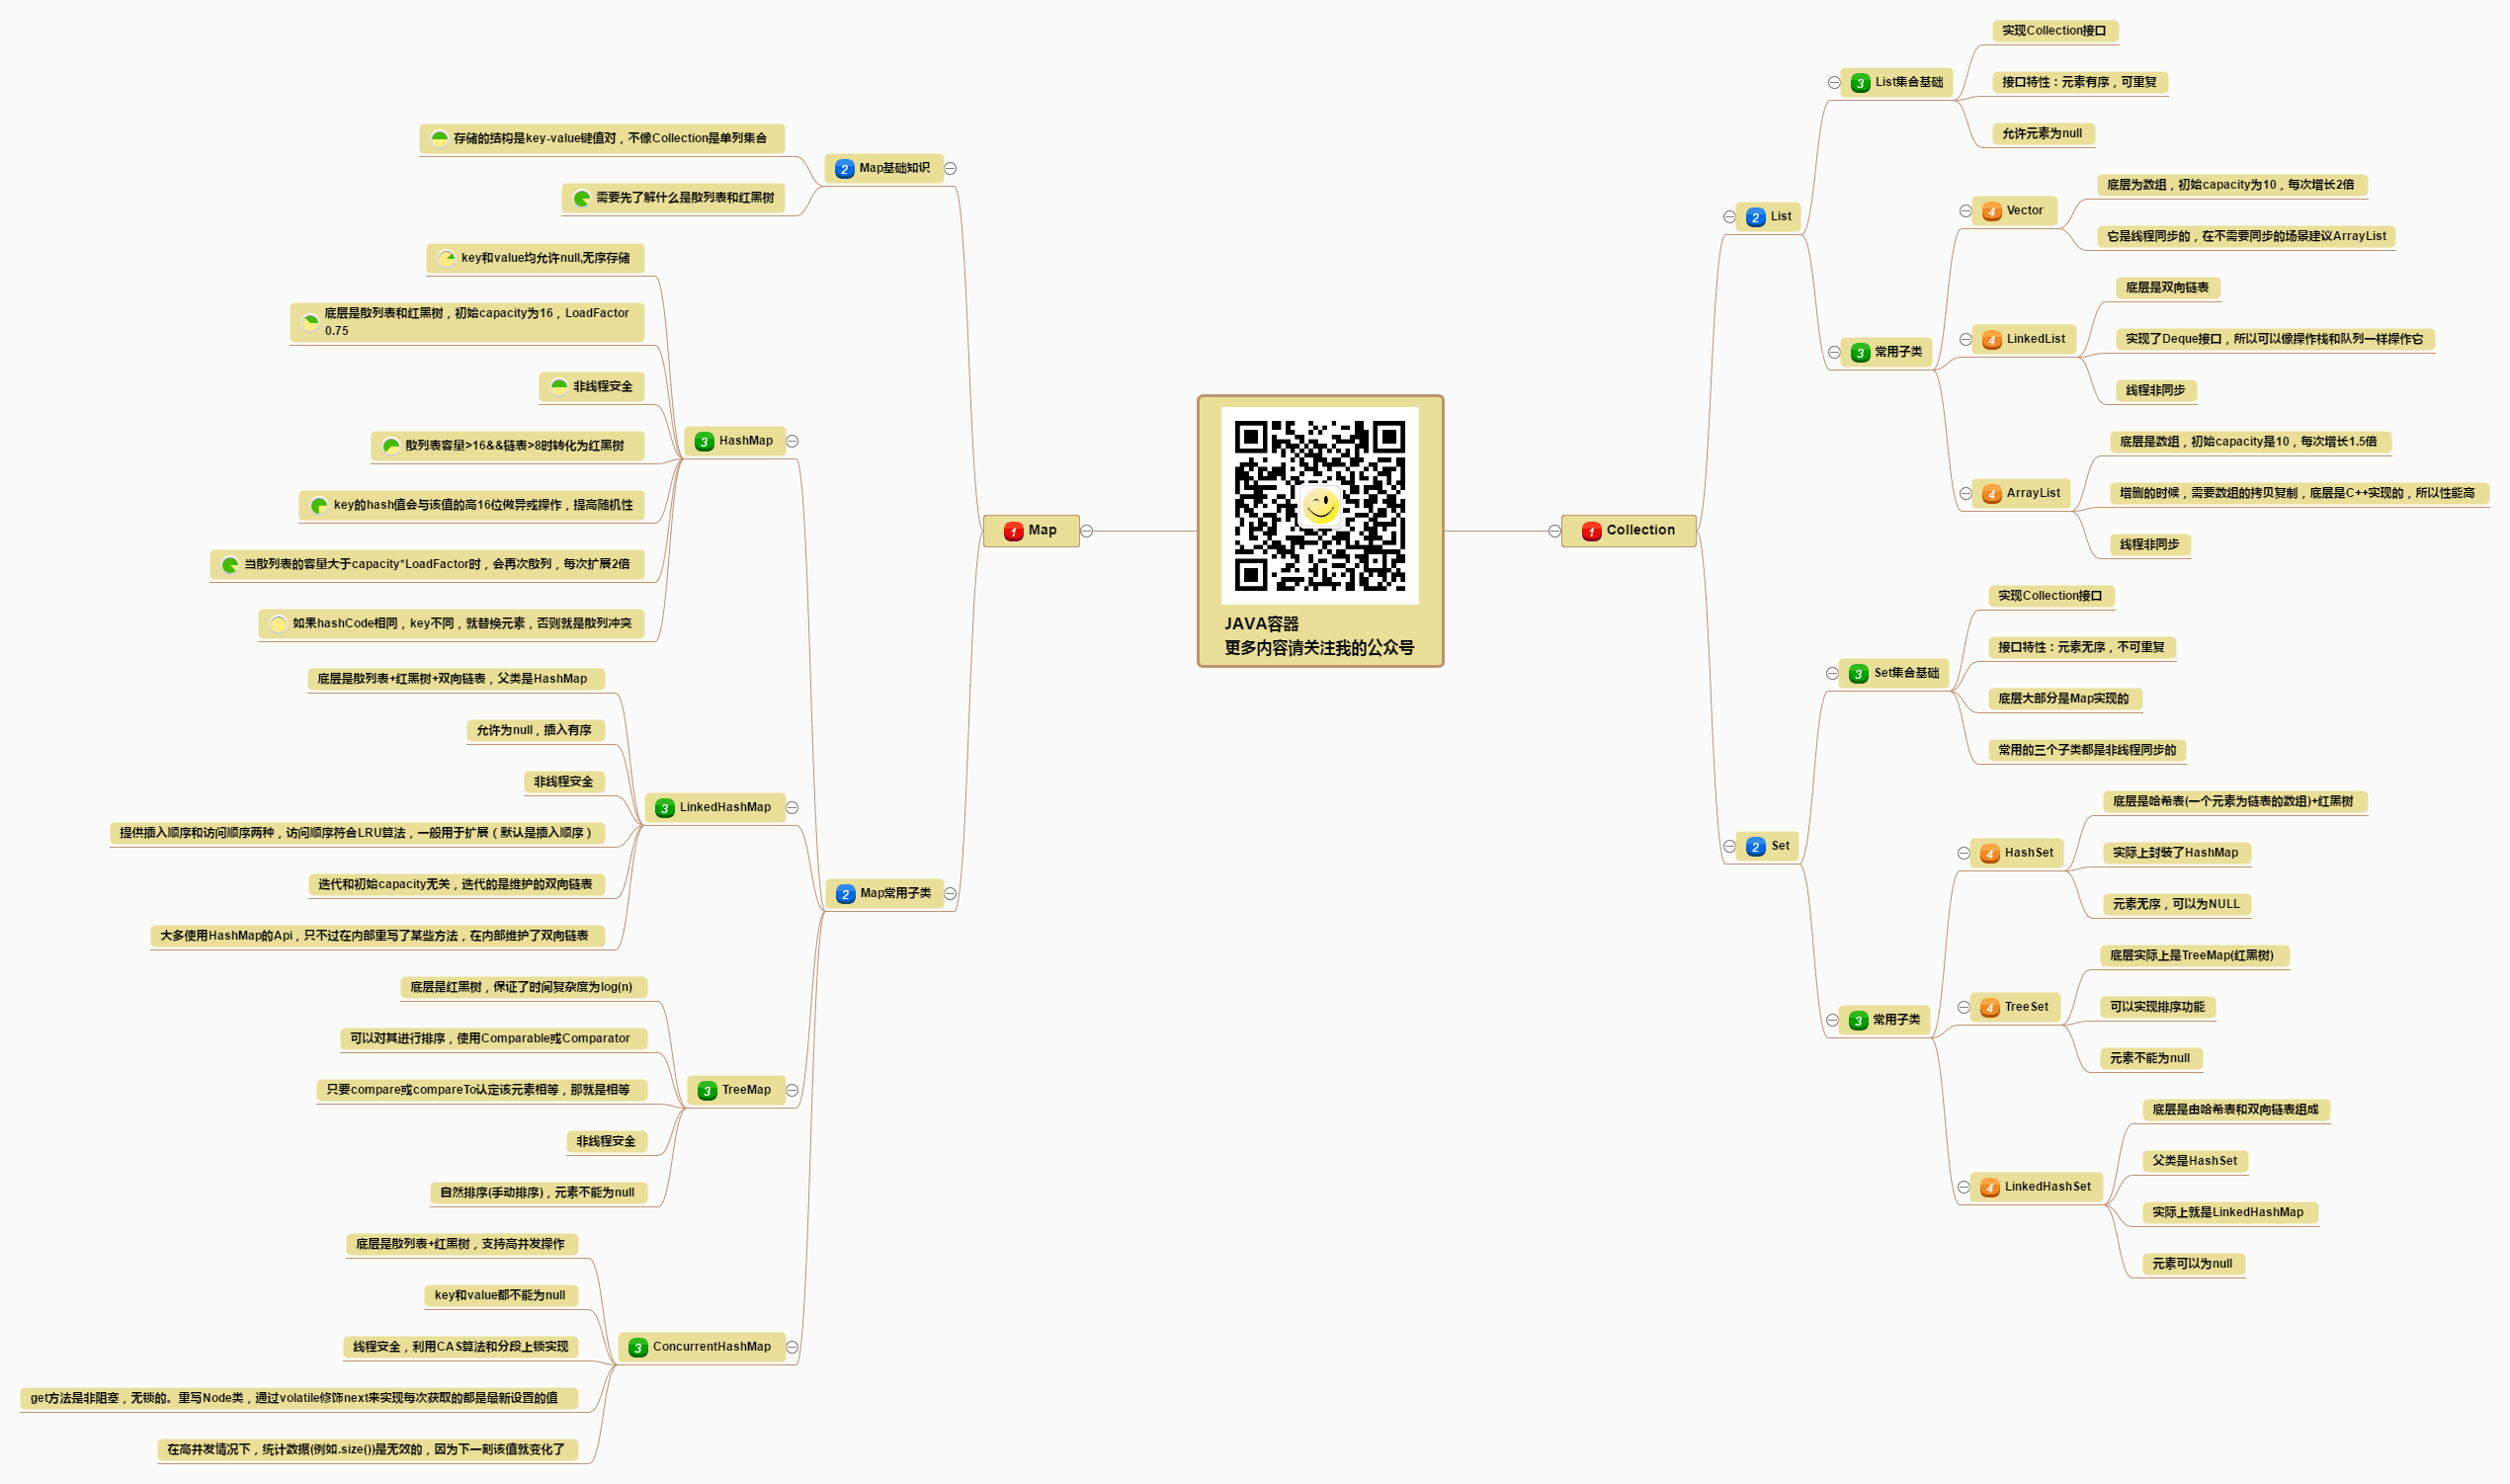 JAVA容器
更多内容请关注我的公众号
1 Map
2 Map基础知识
存储的结构是key-value键值对，不像Collection是单列集合
需要先了解什么是散列表和红黑树
2 Map常用子类
3 HashMap
key和value均允许null,无序存储
底层是散列表和红黑树，初始capacity为16，LoadFactor
0.75
非线程安全
散列表容量>16&&链表>8时转化为红黑树
key的hash值会与该值的高16位做异或操作，提高随机性
当散列表的容量大于capacity*LoadFactor时，会再次散列，每次扩展2倍
如果hashCode相同，key不同，就替换元素，否则就是散列冲突
3 LinkedHashMap
底层是散列表+红黑树+双向链表，父类是HashMap
允许为null，插入有序
非线程安全
提供插入顺序和访问顺序两种，访问顺序符合LRU算法，一般用于扩展（默认是插入顺序）
迭代和初始capacity无关，迭代的是维护的双向链表
大多使用HashMap的Api，只不过在内部重写了某些方法，在内部维护了双向链表
3 TreeMap
底层是红黑树，保证了时间复杂度为log(n)
可以对其进行排序，使用Comparable或Comparator
只要compare或compareTo认定该元素相等，那就是相等
非线程安全
自然排序(手动排序)，元素不能为null
3 ConcurrentHashMap
底层是散列表+红黑树，支持高并发操作
key和value都不能为null
线程安全，利用CAS算法和分段上锁实现
get方法是非阻塞，无锁的。重写Node类，通过volatile修饰next来实现每次获取的都是最新设置的值
在高并发情况下，统计数据(例如.size())是无效的，因为下一刻该值就变化了
1 Collection
2 List
3 List集合基础
实现Collection接口
接口特性：元素有序，可重复
允许元素为null
3 常用子类
4 Vector
底层为数组，初始capacity为10，每次增长2倍
它是线程同步的，在不需要同步的场景建议ArrayList
4 LinkedList
底层是双向链表
实现了Deque接口，所以可以像操作栈和队列一样操作它
线程非同步
4 ArrayList
底层是数组，初始capacity是10，每次增长1.5倍
增删的时候，需要数组的拷贝复制，底层是C++实现的，所以性能高
线程非同步
2 Set
3 Set集合基础
实现Collection接口
接口特性：元素无序，不可重复
底层大部分是Map实现的
常用的三个子类都是非线程同步的
3 常用子类
4 HashSet
底层是哈希表(一个元素为链表的数组)+红黑树
实际上封装了HashMap
元素无序，可以为NULL
4 TreeSet
底层实际上是TreeMap(红黑树)
可以实现排序功能
元素不能为null
4 LinkedHashSet
底层是由哈希表和双向链表组成
父类是HashSet
实际上就是LinkedHashMap
元素可以为null